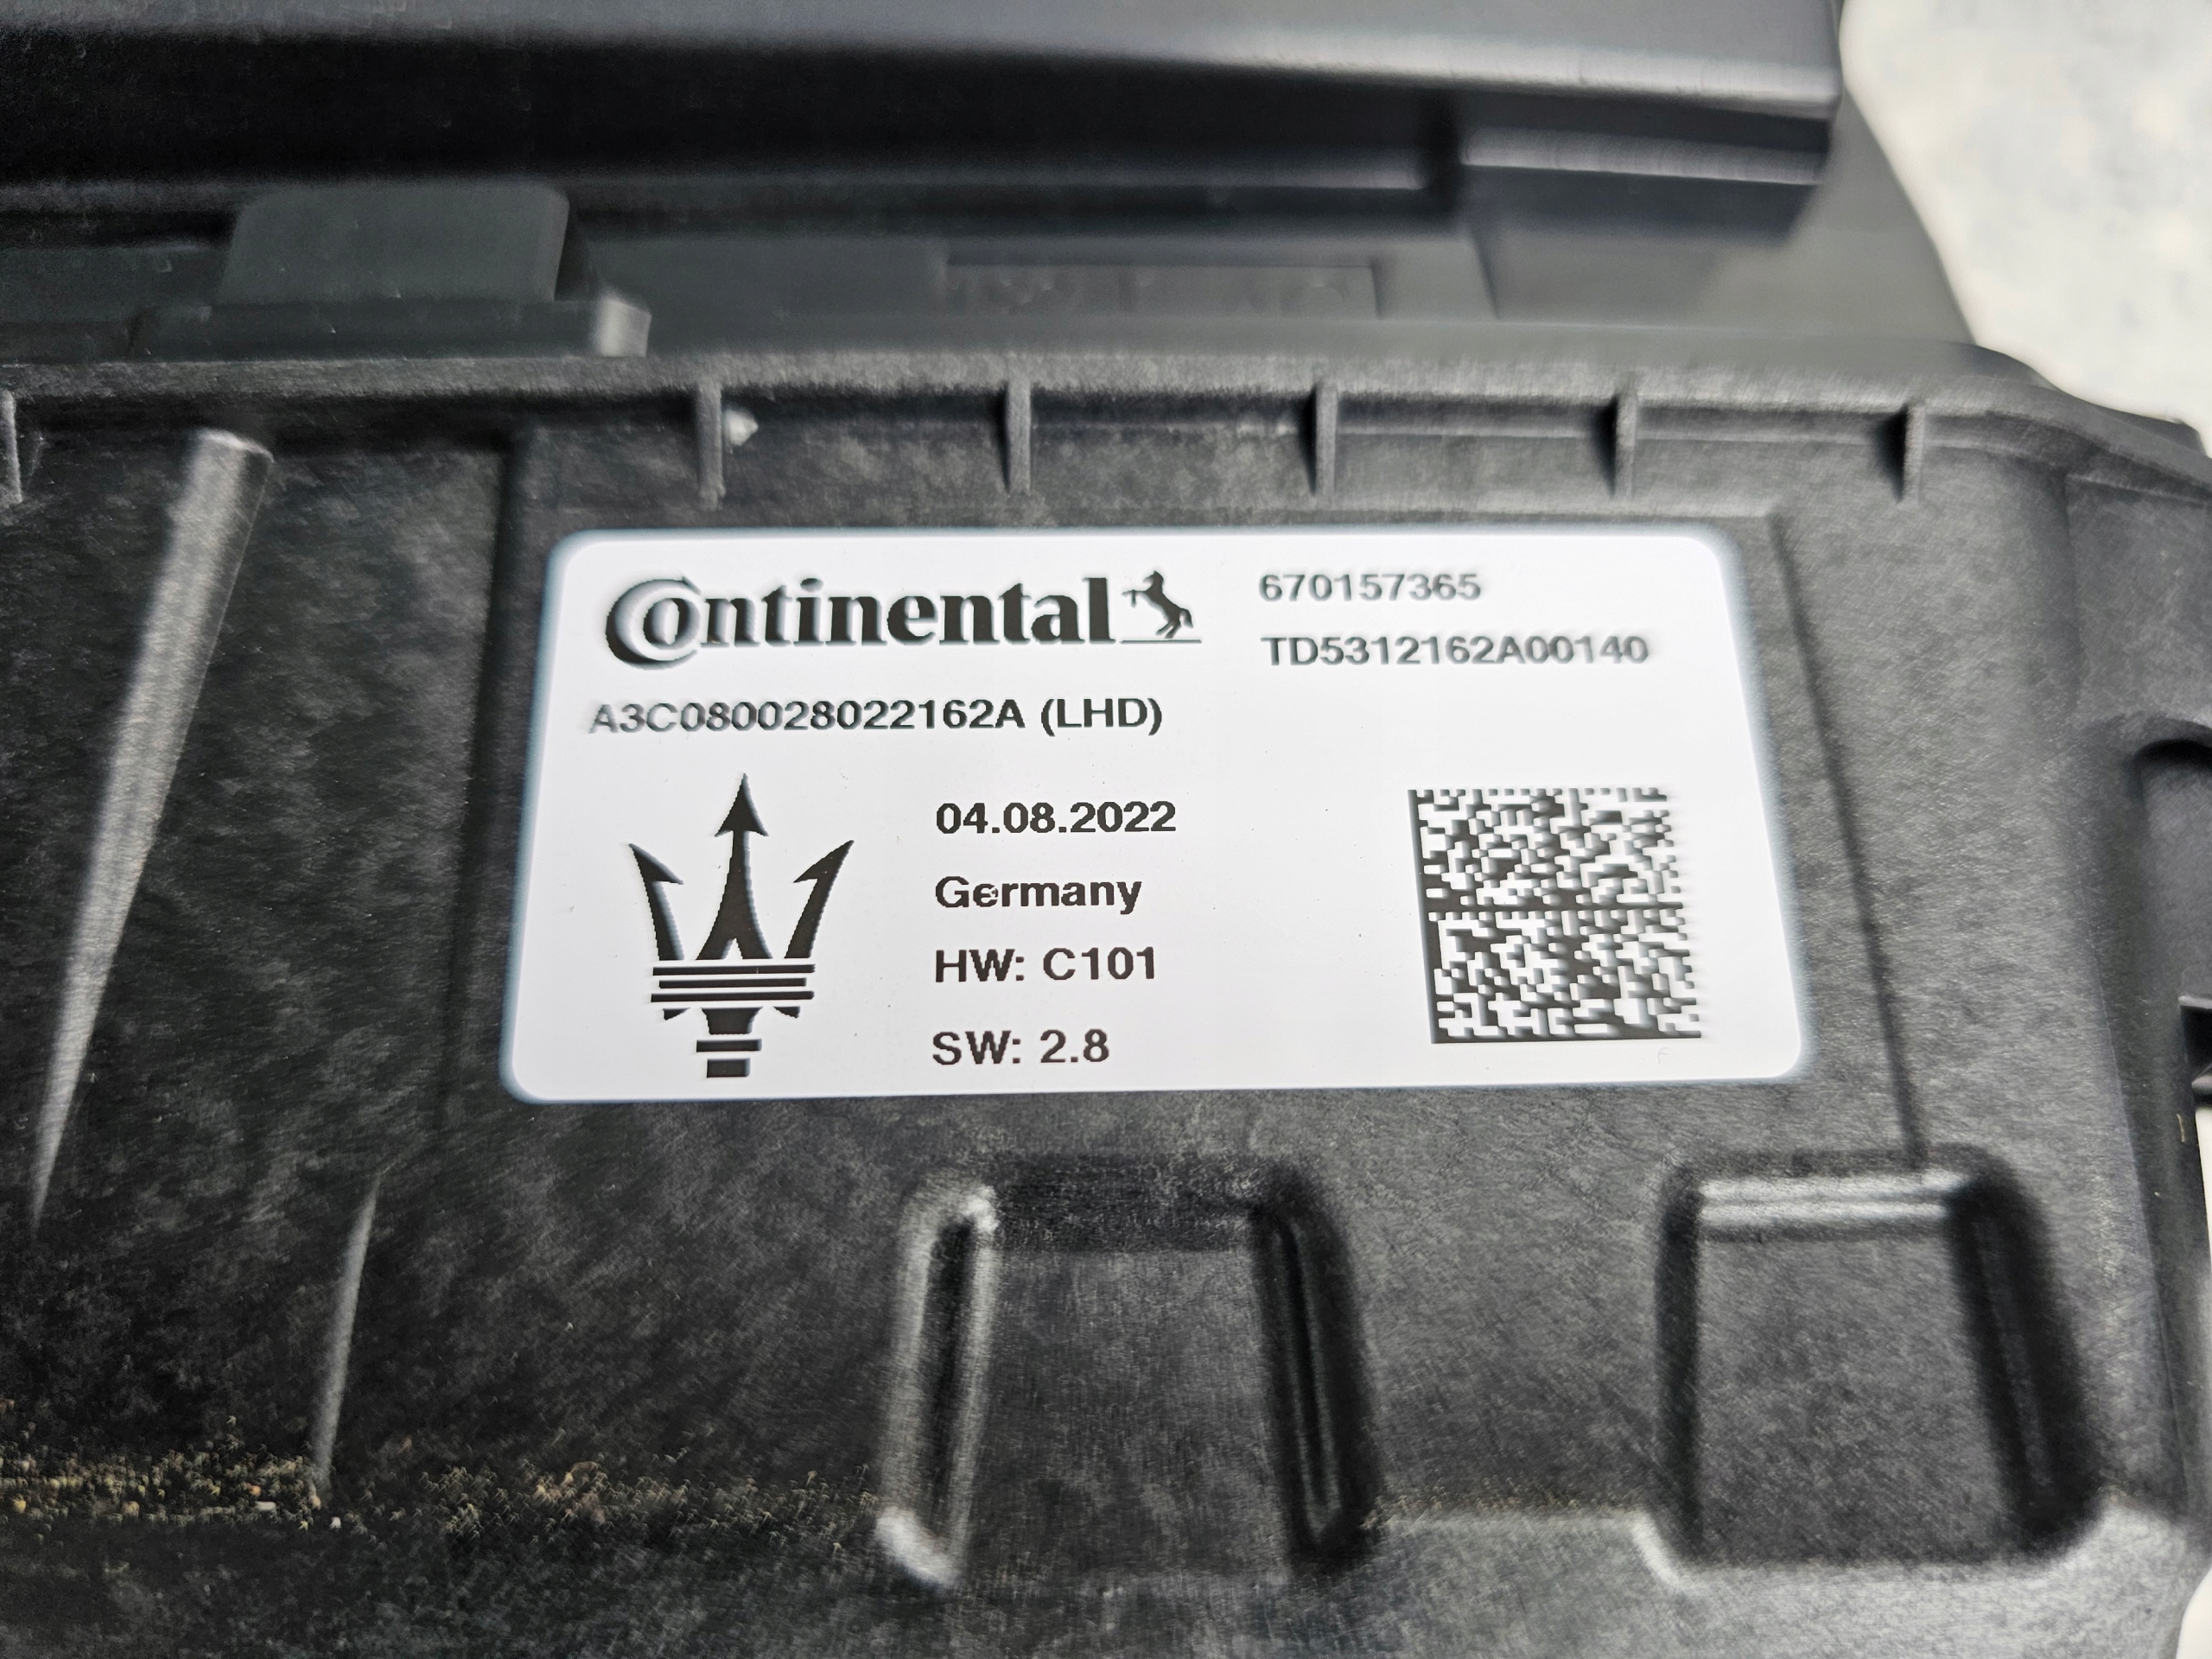 Continental
670157365
TD5312162A00140
A3C080028022162A (LHD)
04.08.2022
Germany
HW: C101
SW: 2.8